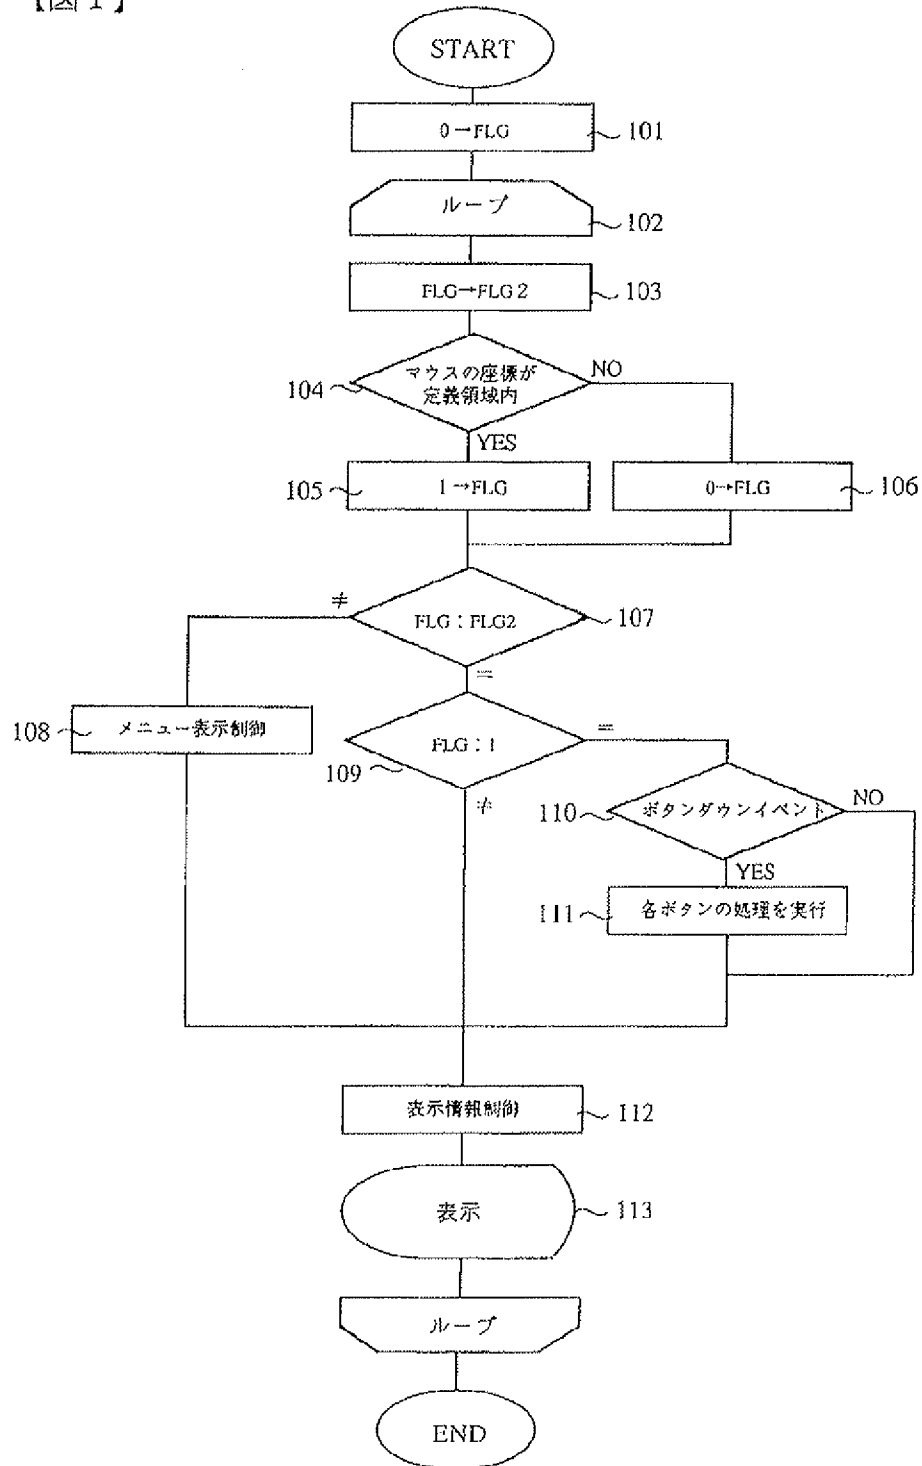 【図1】
START
0→FLG
101
ループ
102
FLG→FLG2
103
マウスの座標が
定義領域内
104
NO
YES
1→FLG
105
0→FLG
106
≠
FLG:FLG2
107
=
メニュー表示制御
108
FLG:1
=
109
≠
ボタンダウンイベント
NO
110
YES
各ボタンの処理を実行
111
表示情報制御
112
表示
113
ループ
END